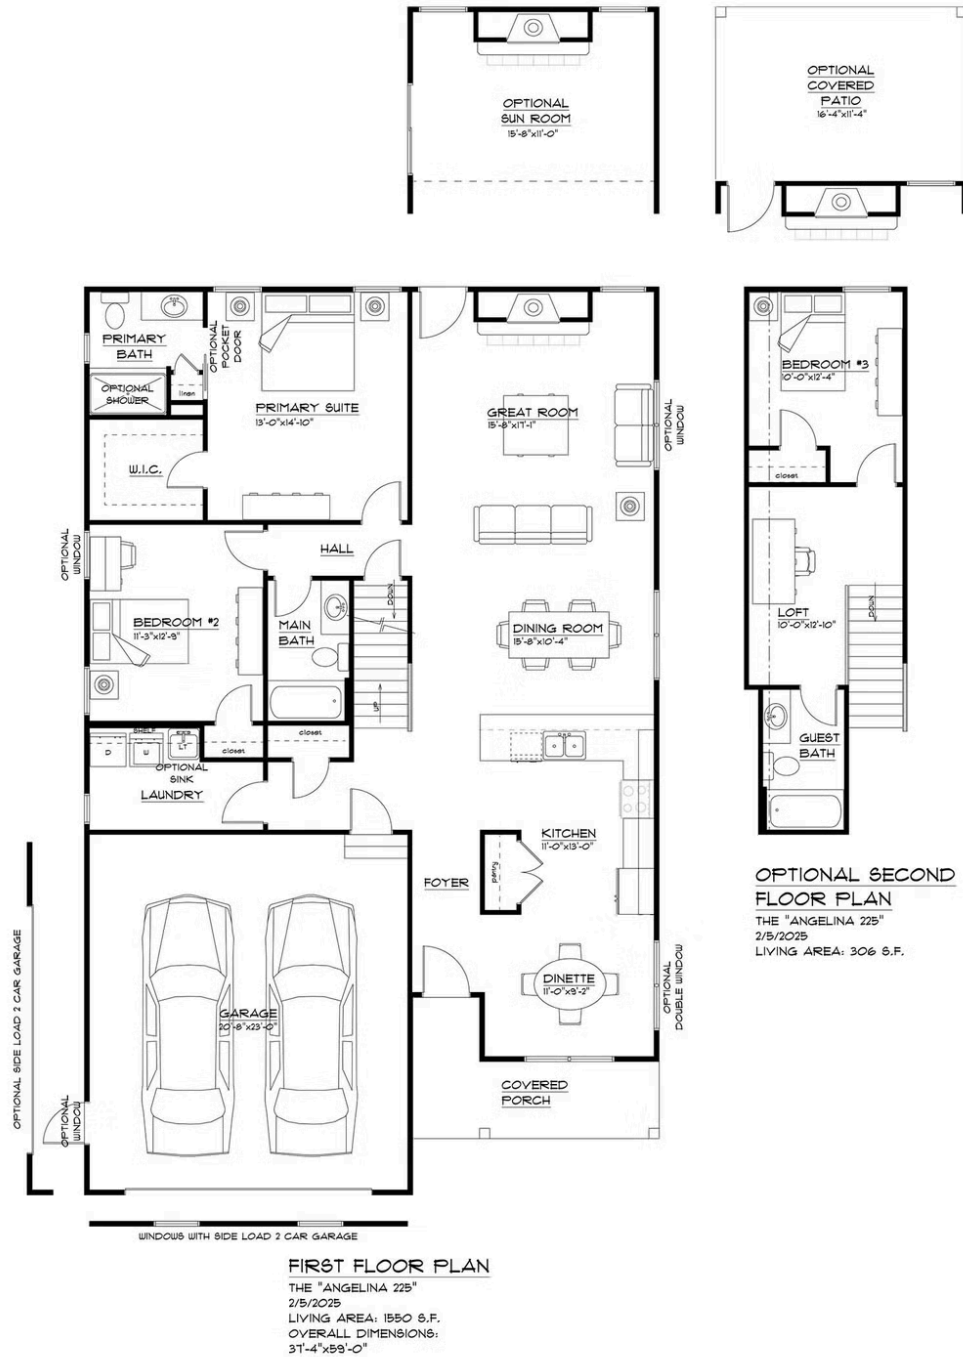 OPTIONAL
SUN ROOM
15'-8"x11'-0"
OPTIONAL
COVERED
PATIO
16'-4"x11'-4"
PRIMARY
BATH
OPTIONAL
POCKET
DOOR
OPTIONAL
SHOWER
linen
PRIMARY SUITE
13'-0"x14'-10"
W.I.C.
GREAT ROOM
15'-8"x17'-1"
OPTIONAL
WINDOW
BEDROOM #3
10'-0"x12'-4"
closet
OPTIONAL
WINDOW
HALL
BEDROOM #2
11'-3"x12'-9"
MAIN
BATH
DOWN
UP
DINING ROOM
15'-8"x10'-4"
LOFT
10'-0"x12'-10"
DOWN
GUEST
BATH
SHELF
D
W
LT
OPTIONAL
SINK
closet
closet
LAUNDRY
KITCHEN
11'-0"x13'-0"
pantry
FOYER
DINETTE
11'-0"x9'-2"
OPTIONAL
DOUBLE WINDOW
GARAGE
20'-8"x23'-0"
COVERED
PORCH
OPTIONAL SIDE LOAD 2 CAR GARAGE
OPTIONAL
WINDOW
WINDOWS WITH SIDE LOAD 2 CAR GARAGE
OPTIONAL SECOND
FLOOR PLAN
THE "ANGELINA 225"
2/5/2025
LIVING AREA: 306 S.F.
FIRST FLOOR PLAN
THE "ANGELINA 225"
2/5/2025
LIVING AREA: 1550 S.F.
OVERALL DIMENSIONS:
37'-4"x59'-0"